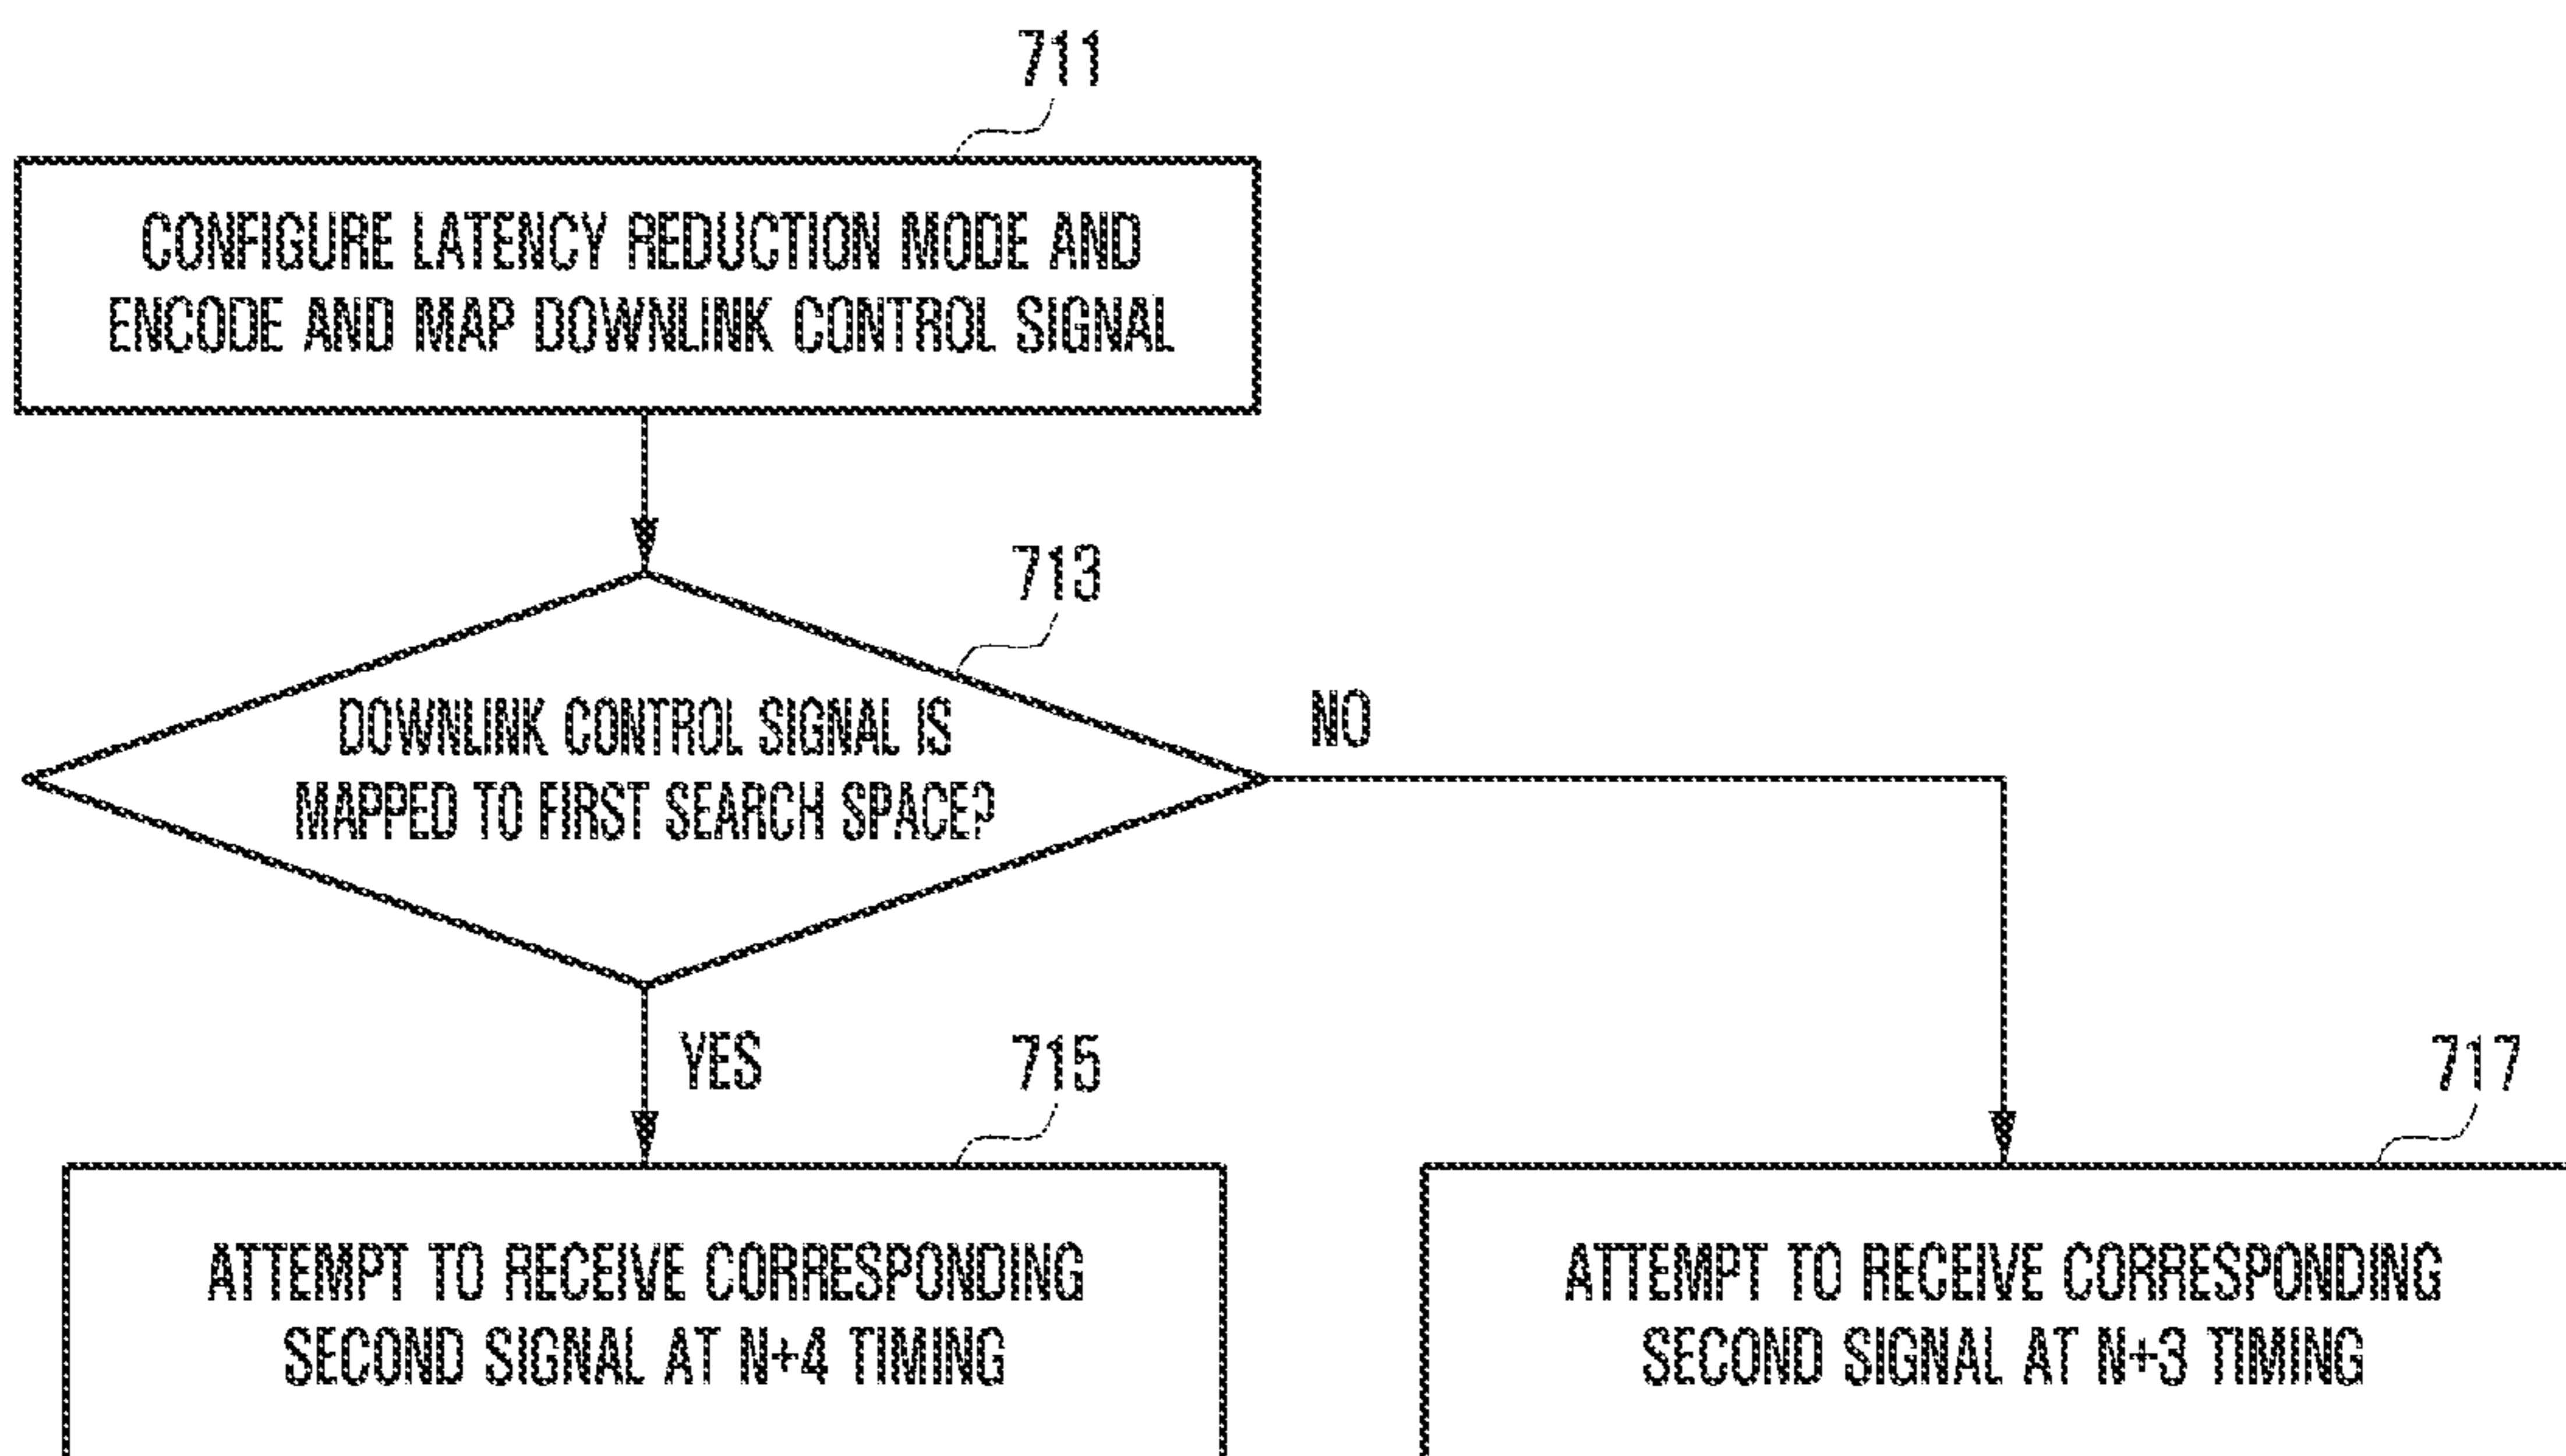 711
CONFIGURE LATENCY REDUCTION MODE AND
ENCODE AND MAP DOWNLINK CONTROL SIGNAL
713
DOWNLINK CONTROL SIGNAL IS
MAPPED TO FIRST SEARCH SPACE?
NO
YES
715
717
ATTEMPT TO RECEIVE CORRESPONDING
SECOND SIGNAL AT N+4 TIMING
ATTEMPT TO RECEIVE CORRESPONDING
SECOND SIGNAL AT N+3 TIMING